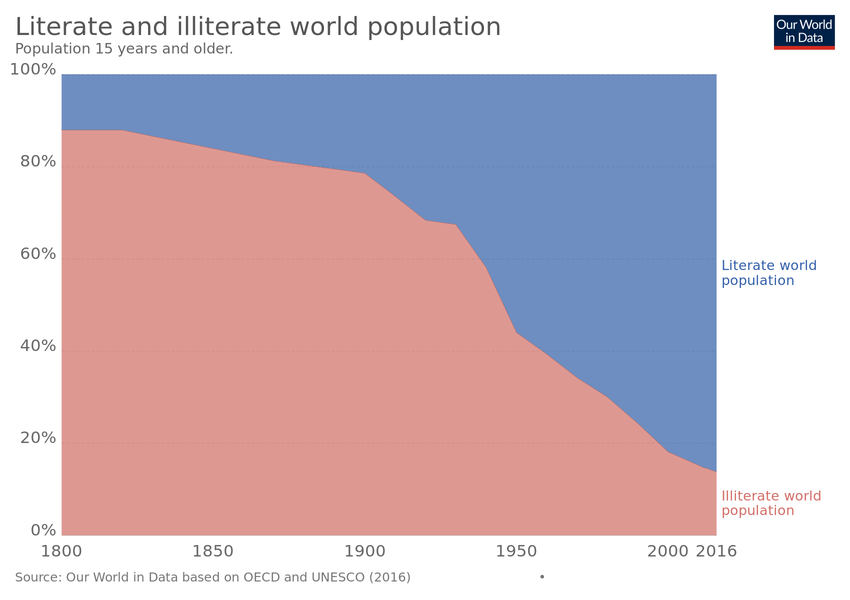 Literate and illiterate world population
Population 15 years and older.
Our World
in Data
100%
80%
60%
40%
20%
0%
Literate world
population
Illiterate world
population
1800
1850
1900
1950
2000
2016
Source: Our World in Data based on OECD and UNESCO (2016)
•